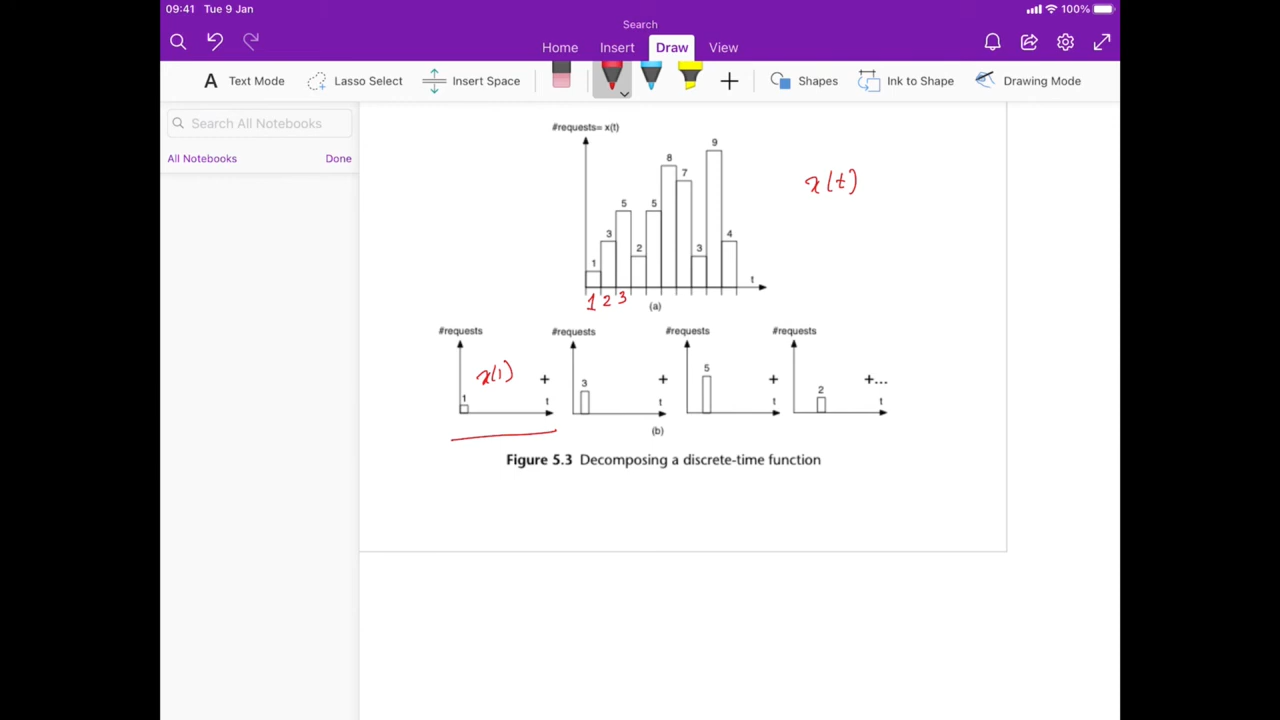 09:41 Tue 9 Jan 100%
Search
Home Insert Draw View
A Text Mode Lasso Select Insert Space Shapes Ink to Shape Drawing Mode
Search All Notebooks
All Notebooks Done
#requests= x(t)
9
8
7
x(t)
5 5
3 4
2 3
1
t
1 2 3
(a)
#requests #requests #requests #requests
x(1)
1 + 3 + 5 + 2 +...
t t t t
(b)
Figure 5.3 Decomposing a discrete-time function